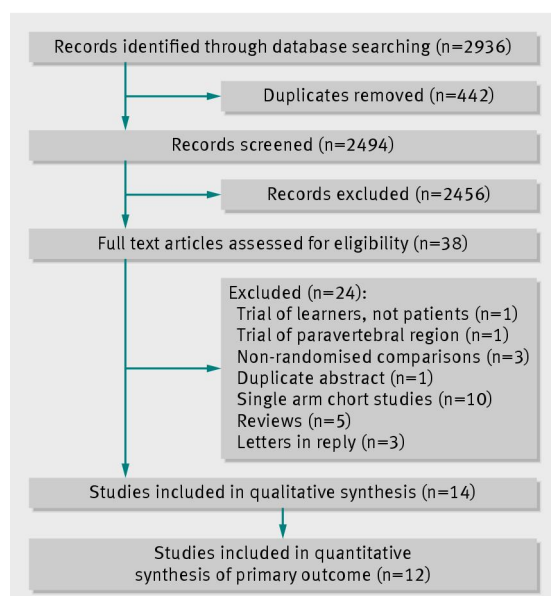 Records identified through database searching (n=2936)
Duplicates removed (n=442)
Records screened (n=2494)
Records excluded (n=2456)
Full text articles assessed for eligibility (n=38)
Excluded (n=24):
Trial of learners, not patients (n=1)
Trial of paravertebral region (n=1)
Non-randomised comparisons (n=3)
Duplicate abstract (n=1)
Single arm chort studies (n=10)
Reviews (n=5)
Letters in reply (n=3)
Studies included in qualitative synthesis (n=14)
Studies included in quantitative
synthesis of primary outcome (n=12)